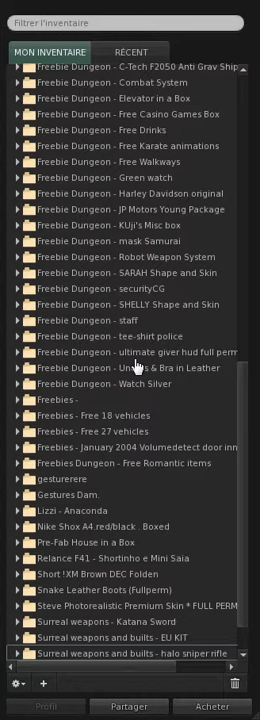 Filtrer l'inventaire
MON INVENTAIRE RÉCENT
Freebie Dungeon - C-Tech F2050 Anti Grav Ship
Freebie Dungeon - Combat System
Freebie Dungeon - Elevator in a Box
Freebie Dungeon - Free Casino Games Box
Freebie Dungeon - Free Drinks
Freebie Dungeon - Free Karate animations
Freebie Dungeon - Free Walkways
Freebie Dungeon - Green watch
Freebie Dungeon - Harley Davidson original
Freebie Dungeon - JP Motors Young Package
Freebie Dungeon - KUji's Misc box
Freebie Dungeon - mask Samurai
Freebie Dungeon - Robot Weapon System
Freebie Dungeon - SARAH Shape and Skin
Freebie Dungeon - securityCG
Freebie Dungeon - SHELLY Shape and Skin
Freebie Dungeon - staff
Freebie Dungeon - tee-shirt police
Freebie Dungeon - ultimate giver hud full perm
Freebie Dungeon - & Bra in Leather
Freebie Dungeon - Watch Silver
Freebies -
Freebies - Free 18 vehicles
Freebies - Free 27 vehicles
Freebies - January 2004 Volumedetect door inn
Freebies Dungeon - Free Romantic items
gesturerere
Gestures Dam.
Lizzi - Anaconda
Nike Shox A4 red/black . Boxed
Pre-Fab House in a Box
Relance F41 - Shortinho e Mini Saia
Short !XM Brown DEC Folden
Snake Leather Boots (Fullperm)
Steve Photorealistic Premium Skin * FULL PERM
Surreal weapons - Katana Sword
Surreal weapons and builts - EU KIT
Surreal weapons and builts - halo sniper rifle
Profil Partager Acheter